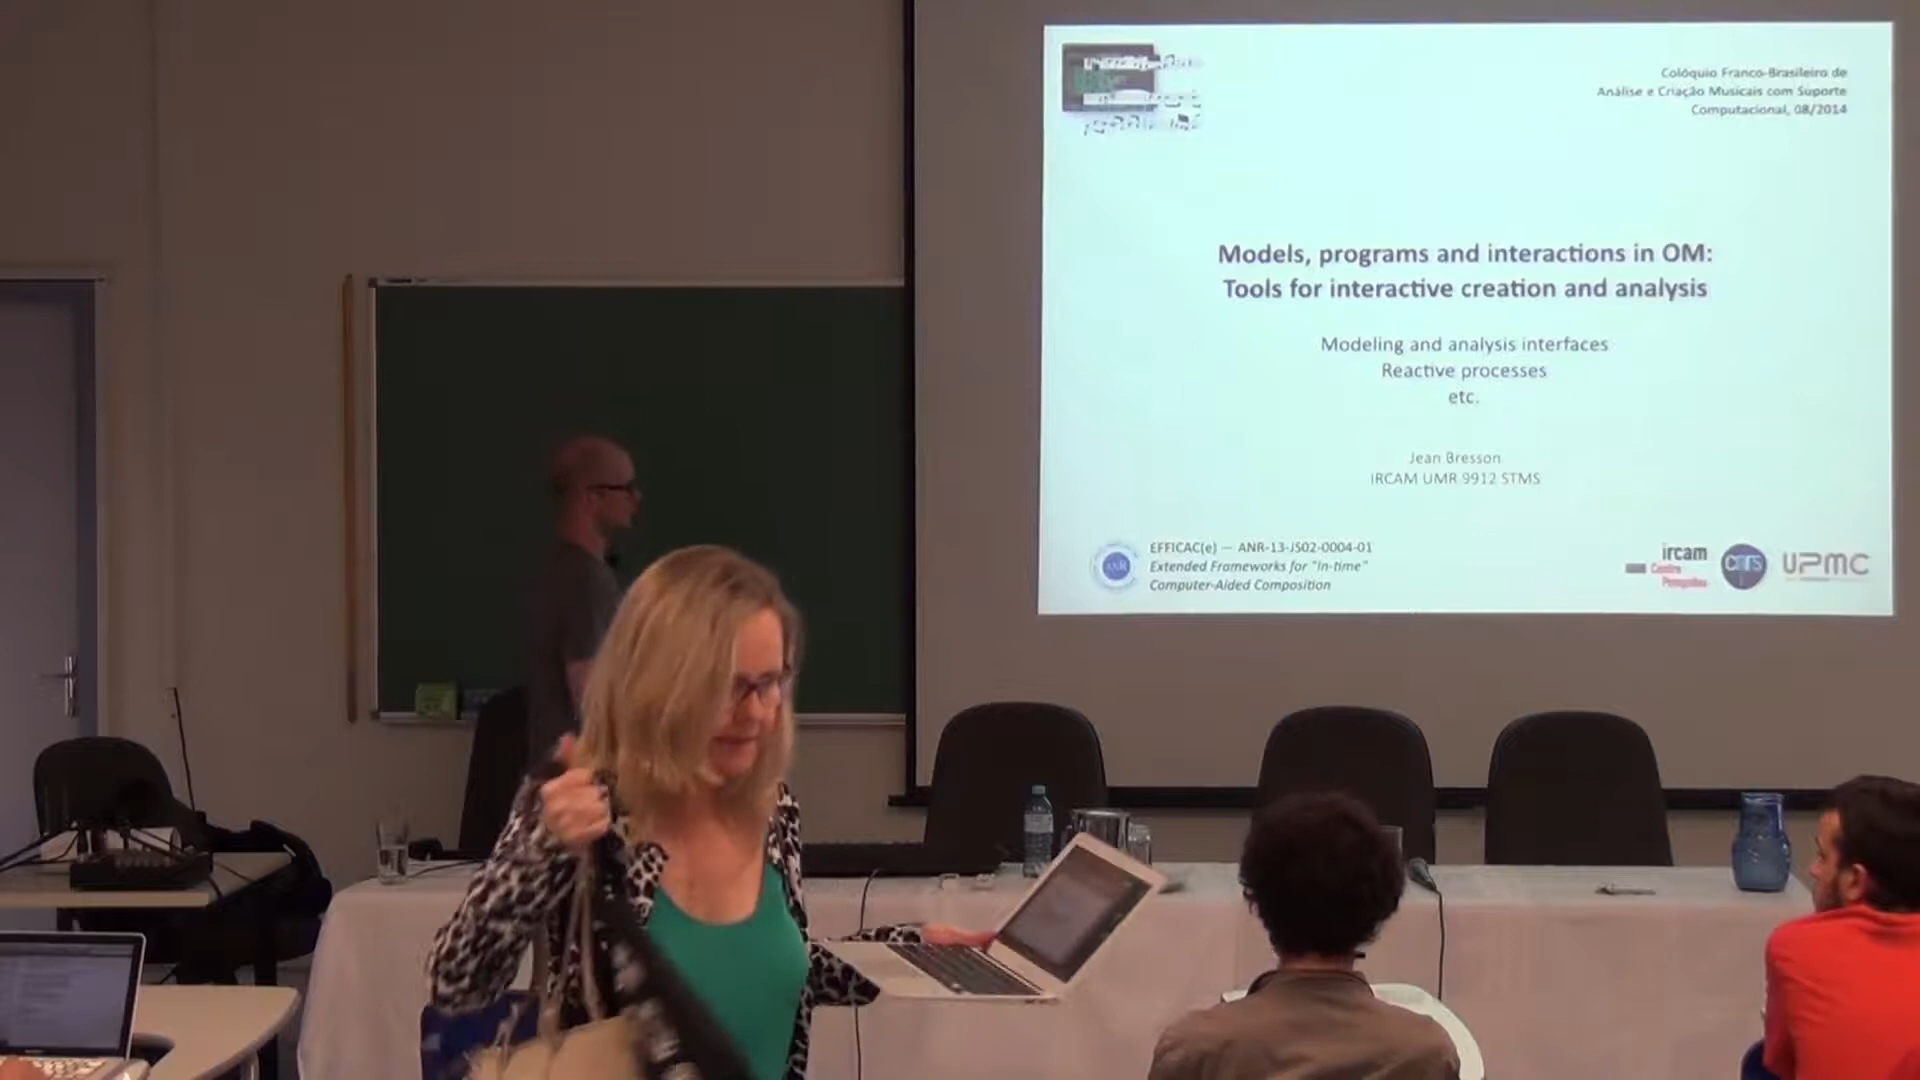 Colóquio Franco-Brasileiro de
Análise e Criação Musicais com Suporte
Computacional, 08/2014
Models, programs and interactions in OM:
Tools for interactive creation and analysis
Modeling and analysis interfaces
Reactive processes
etc.
Jean Bresson
IRCAM UMR 9912 STMS
EFFICAC(e) — ANR-13-JS02-0004-01
Extended Frameworks for "In-time"
Computer-Aided Composition
ANR
ircam
Centre
Pompidou
cnrs
UPMC